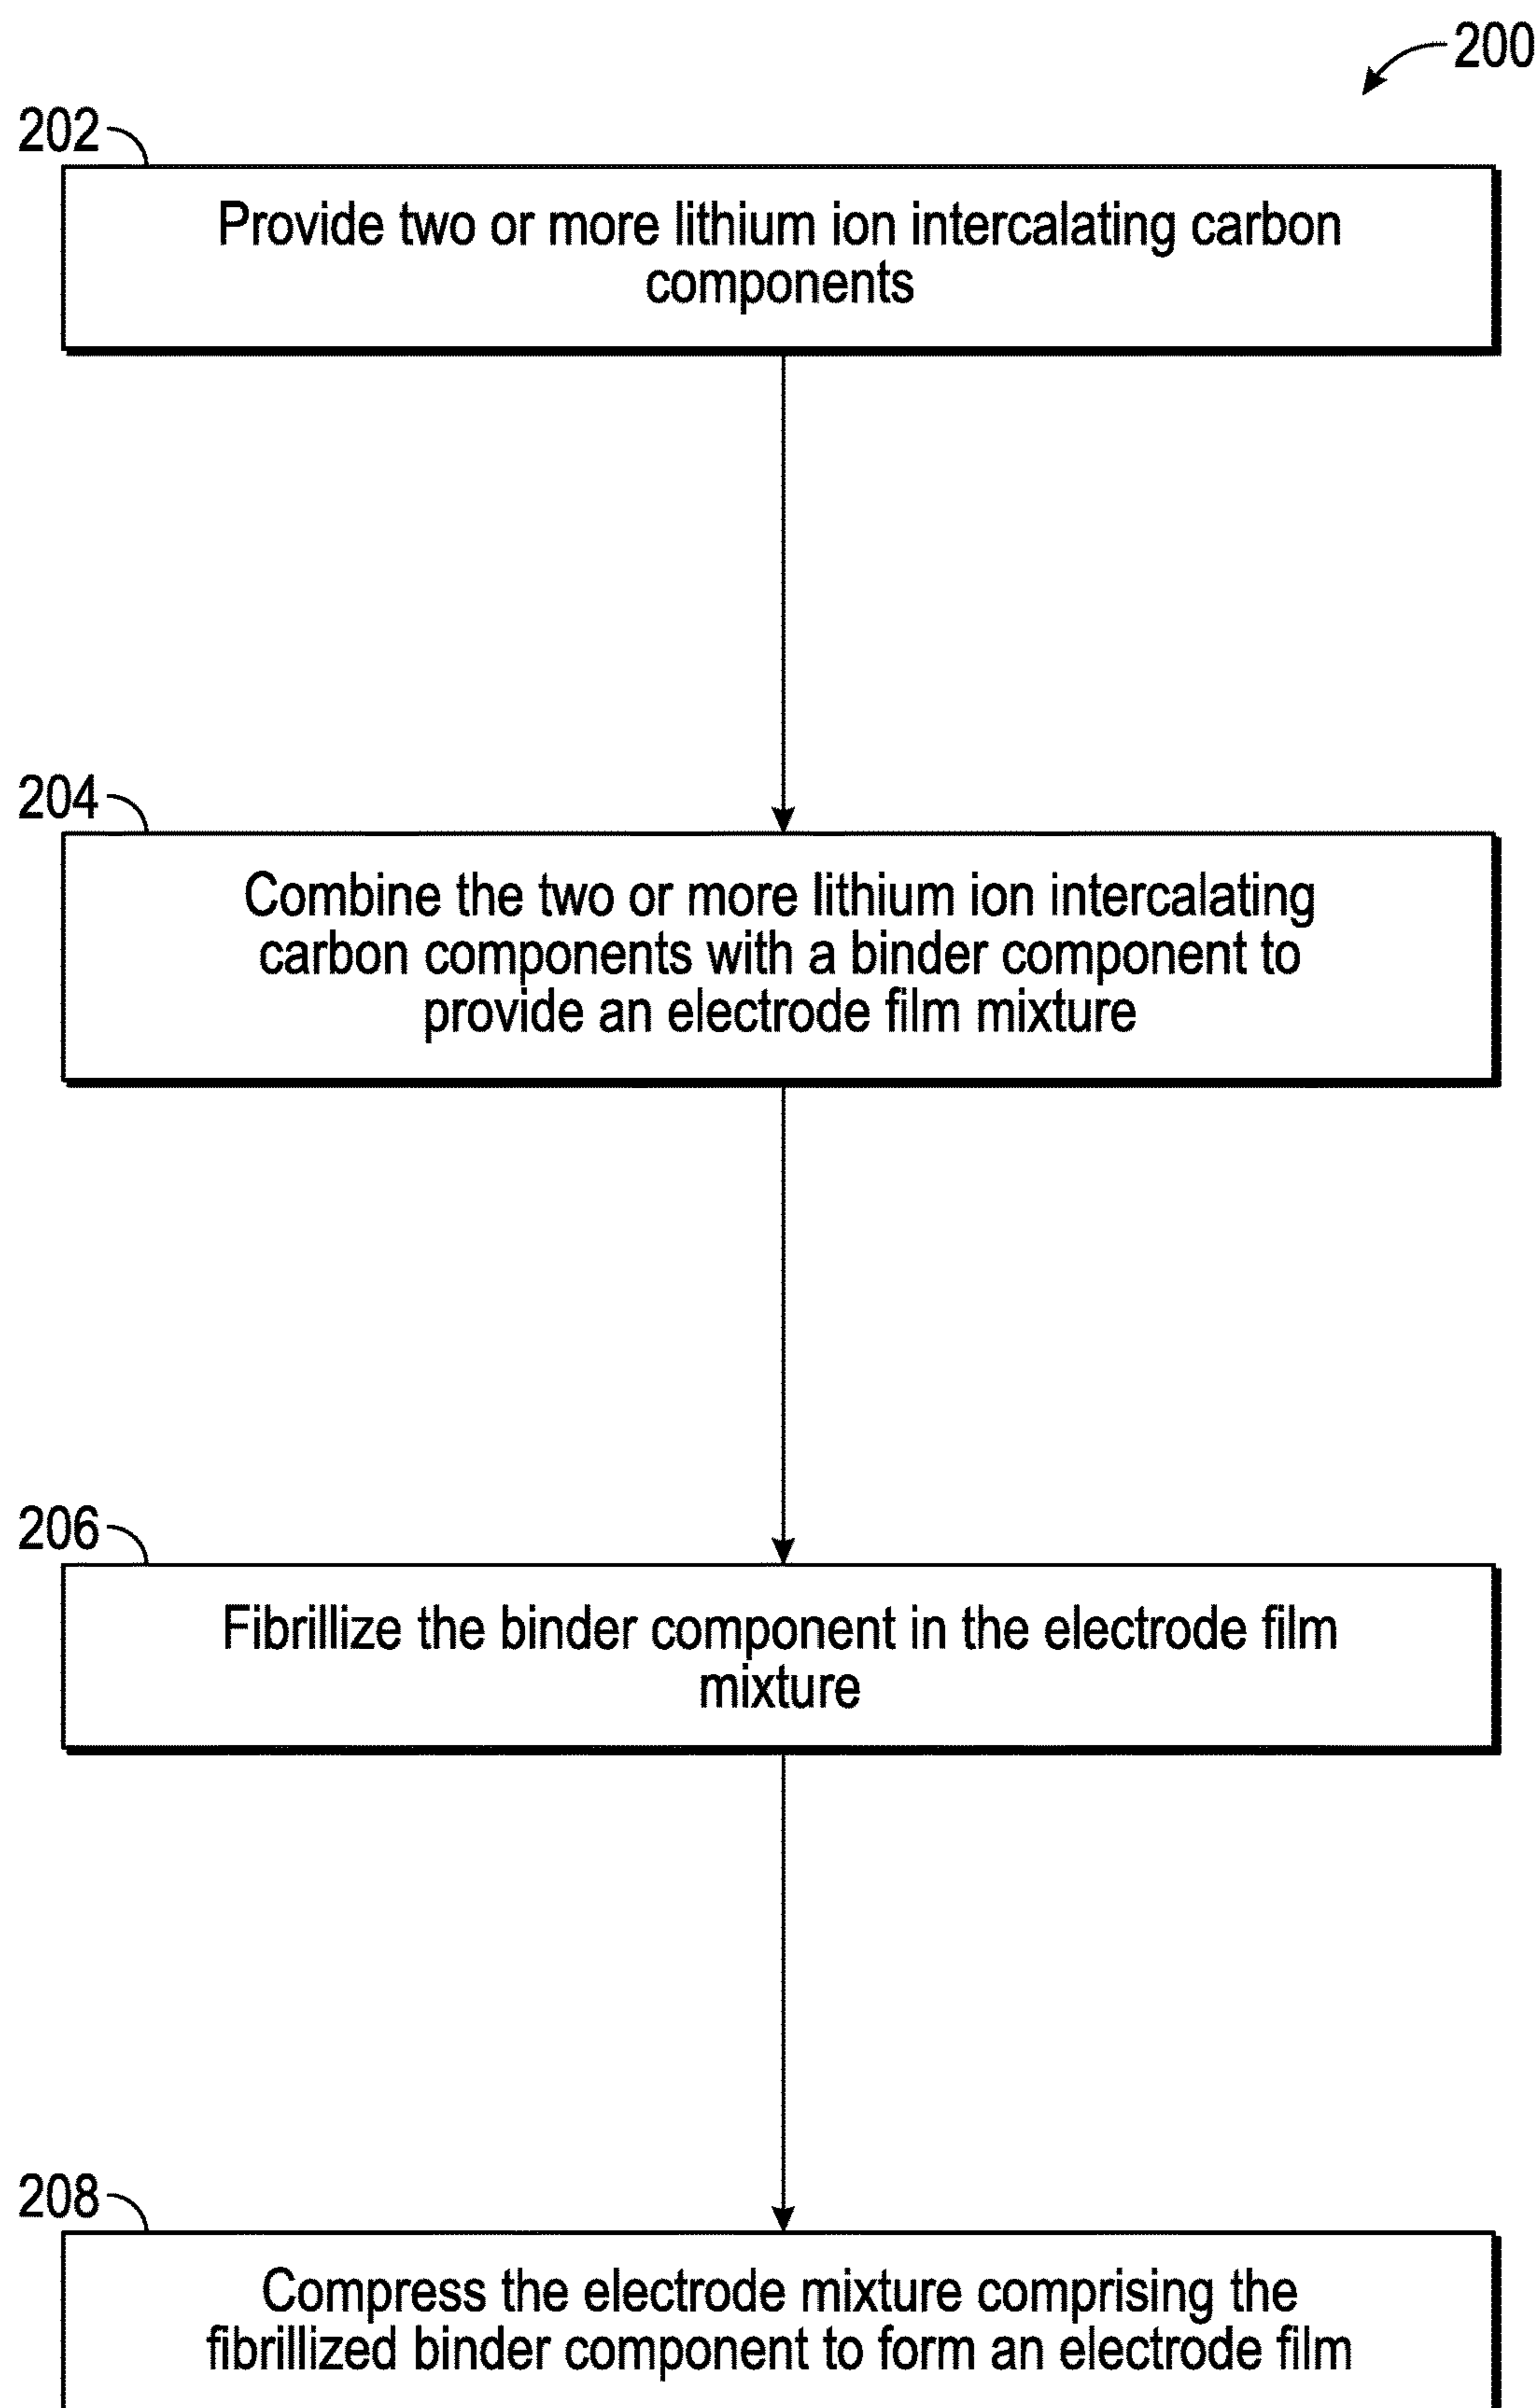 200
202
Provide two or more lithium ion intercalating carbon
components
204
Combine the two or more lithium ion intercalating
carbon components with a binder component to
provide an electrode film mixture
206
Fibrillize the binder component in the electrode film
mixture
208
Compress the electrode mixture comprising the
fibrillized binder component to form an electrode film